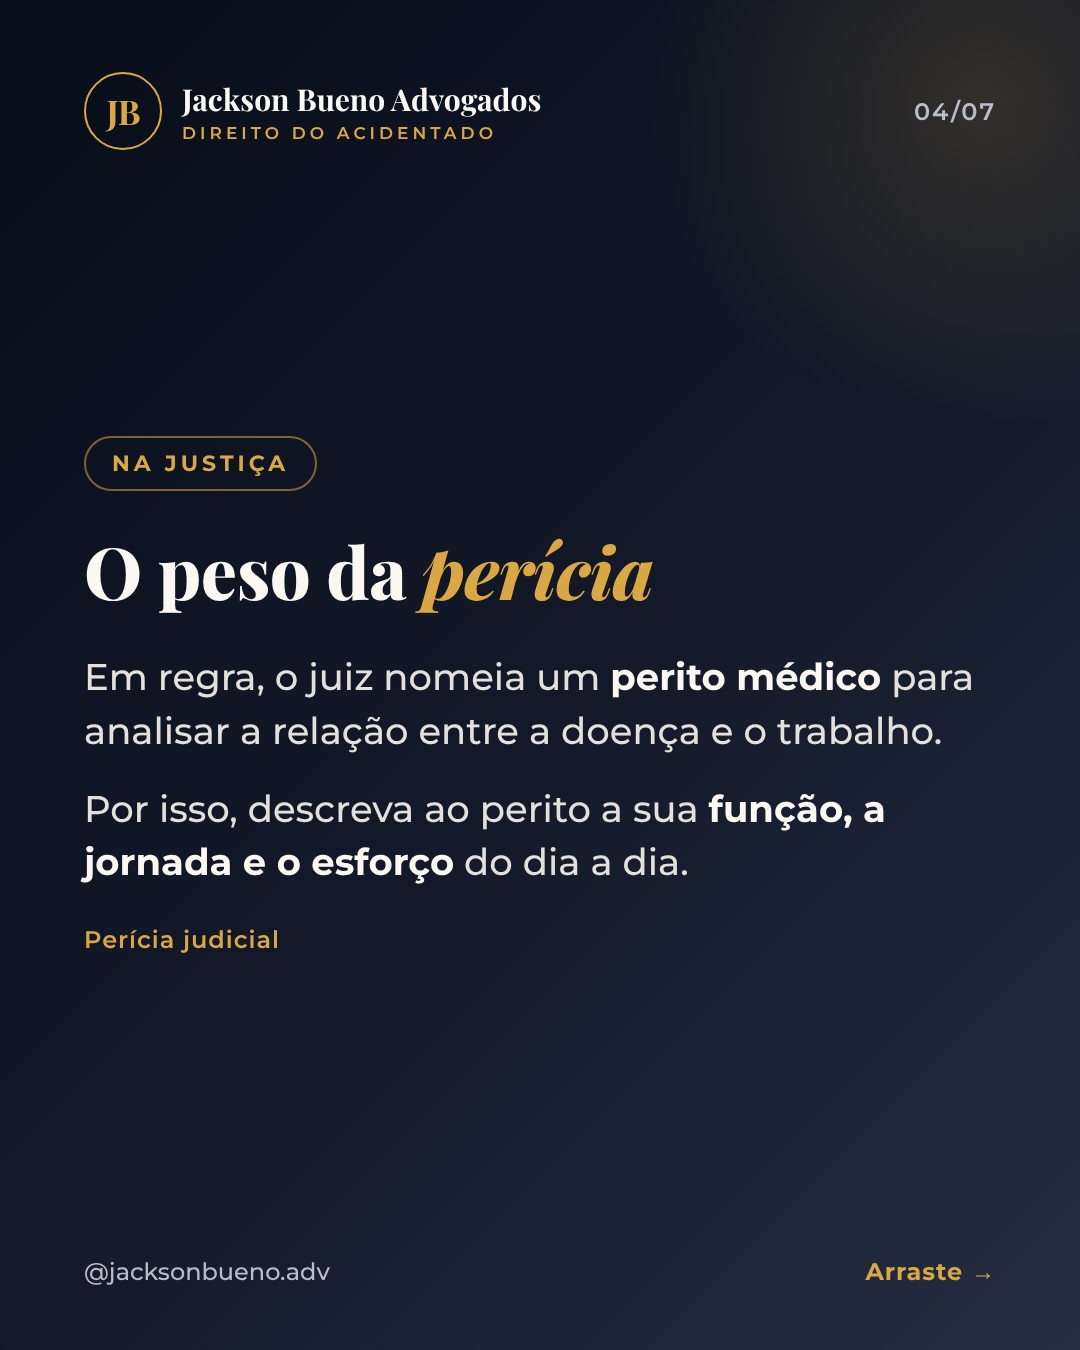 JB
Jackson Bueno Advogados
DIREITO DO ACIDENTADO
04/07
NA JUSTIÇA
O peso da perícia
Em regra, o juiz nomeia um perito médico para
analisar a relação entre a doença e o trabalho.
Por isso, descreva ao perito a sua função, a
jornada e o esforço do dia a dia.
Perícia judicial
@jacksonbueno.adv
Arraste →